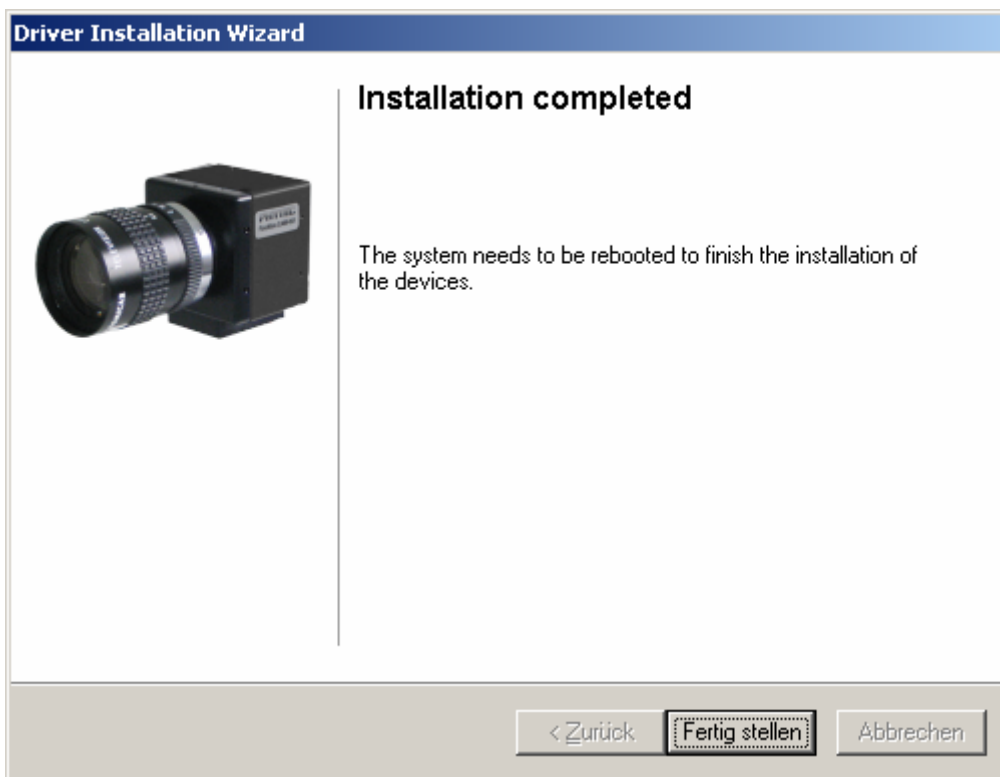 Driver Installation Wizard
Installation completed
The system needs to be rebooted to finish the installation of
the devices.
< Zurück
Fertig stellen
Abbrechen